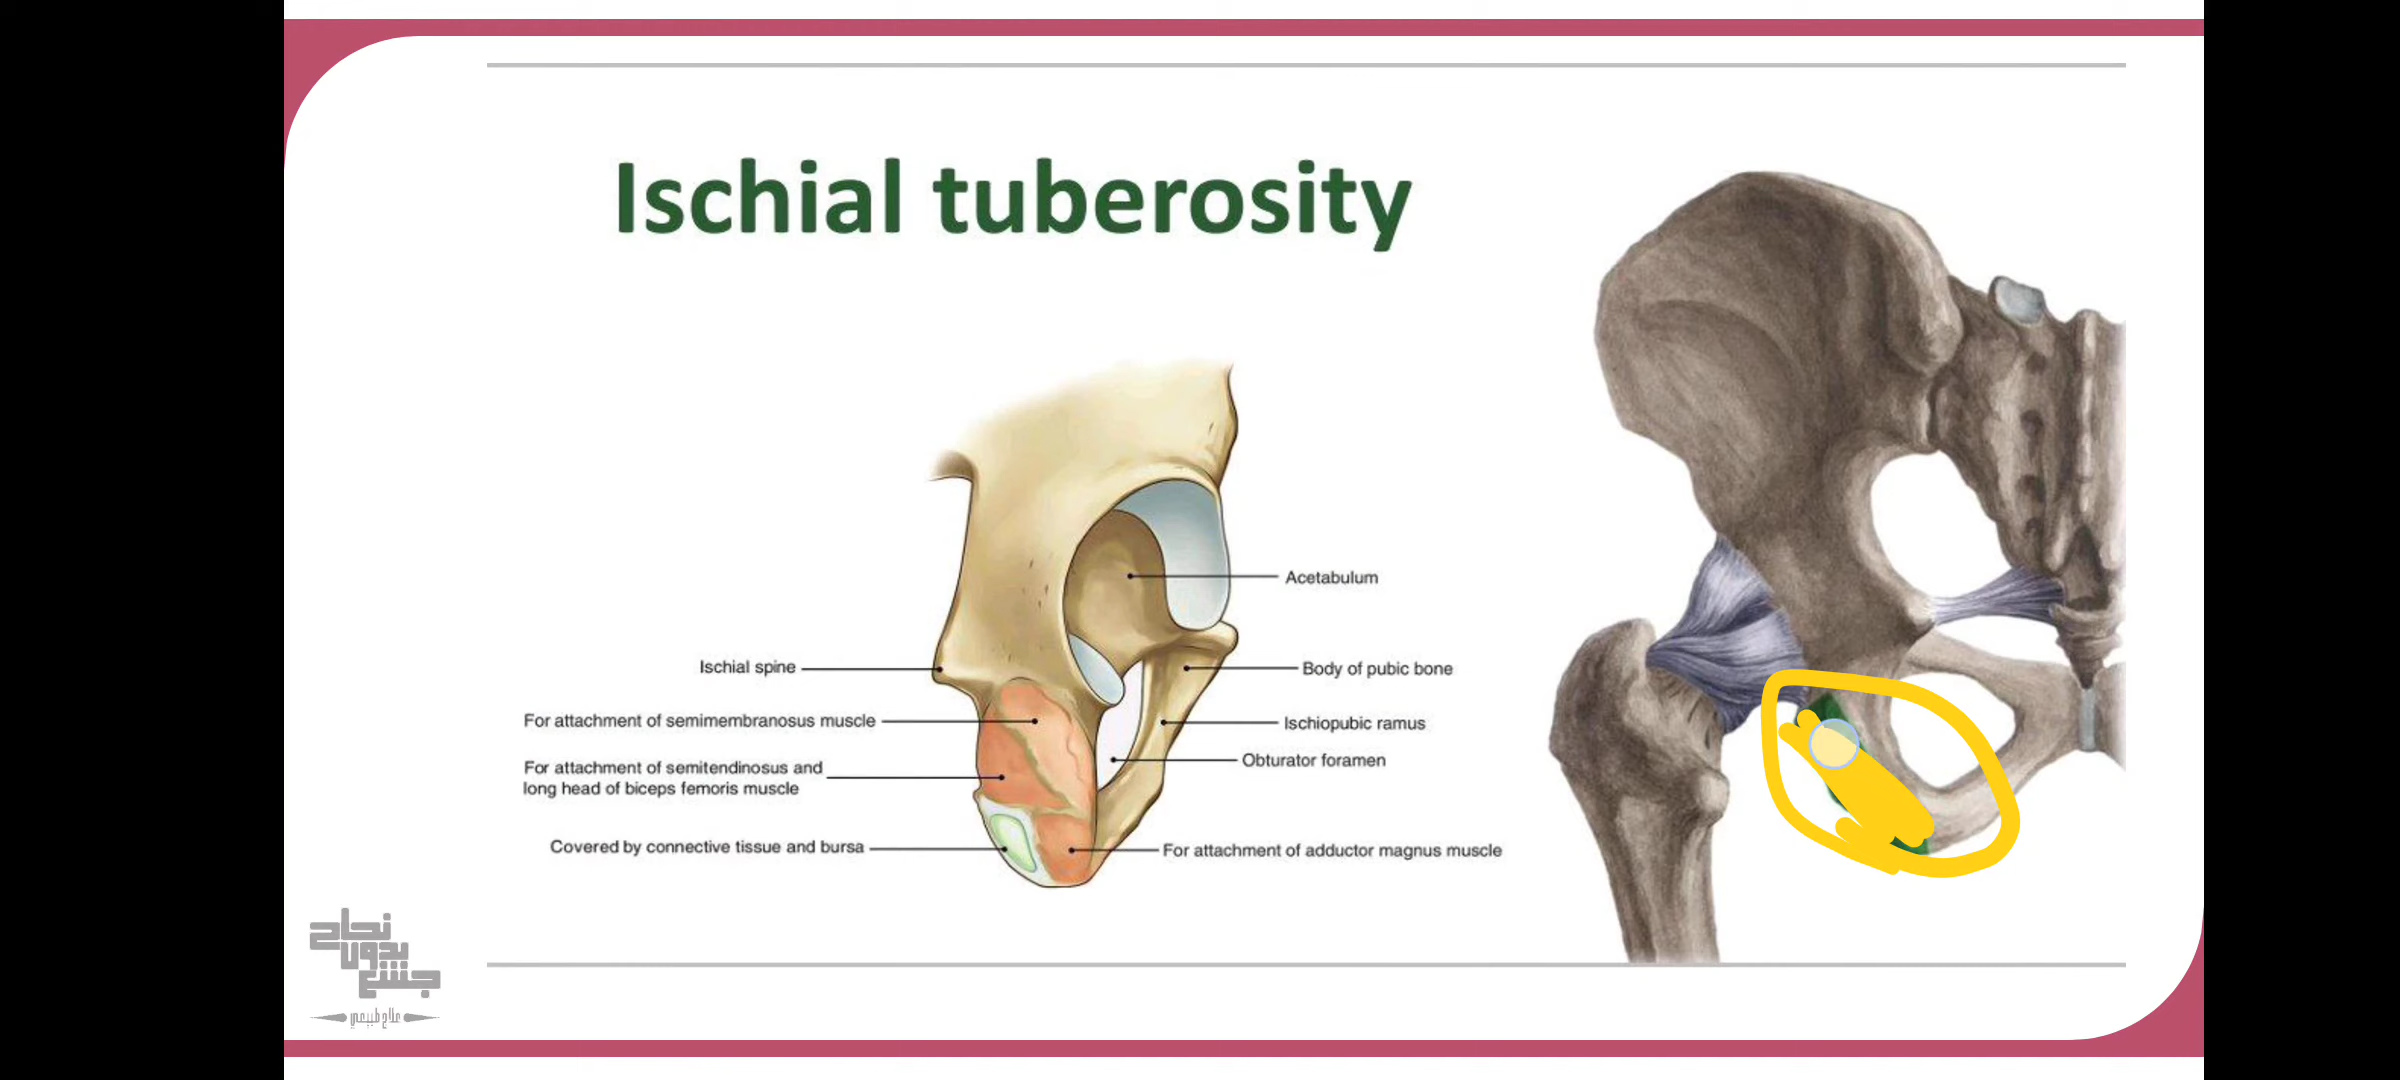 Ischial tuberosity
Acetabulum
Ischial spine
Body of pubic bone
For attachment of semimembranosus muscle
Ischiopubic ramus
For attachment of semitendinosus and
long head of biceps femoris muscle
Obturator foramen
Covered by connective tissue and bursa
For attachment of adductor magnus muscle
نجاح
بدون
جشع
علاج طبيعي